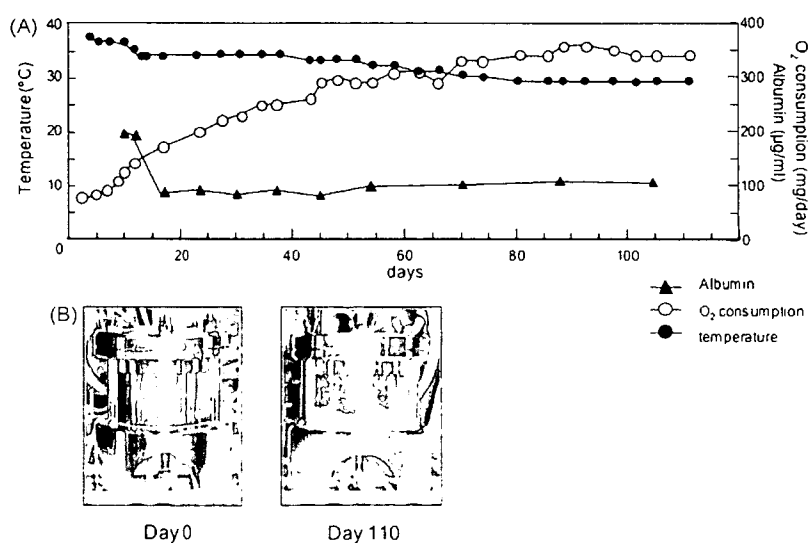 (A)
Temperature (°C)
40
30
20
10
0
400
300
200
100
0
O₂ consumption (mg/day)
Albumin (µg/ml)
20
40
60
80
100
days
Albumin
O₂ consumption
temperature
(B)
Day 0
Day 110